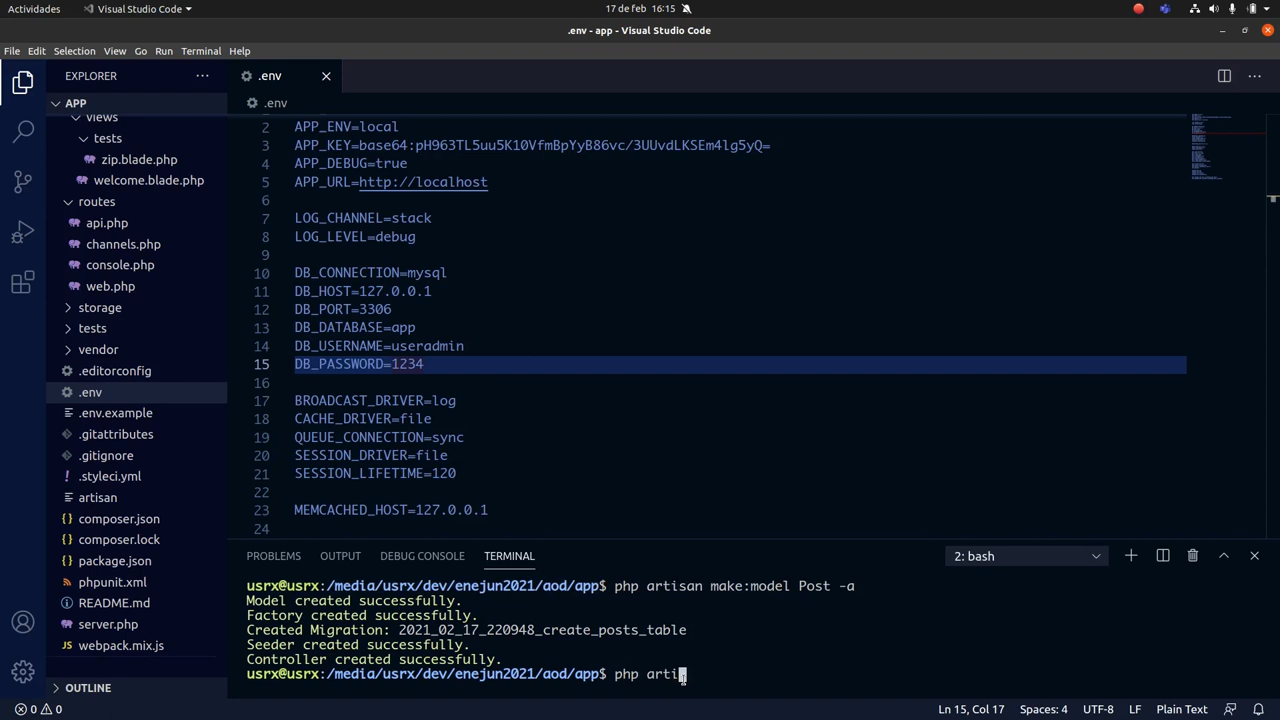 Actividades
Visual Studio Code
17 de feb 16:15
.env - app - Visual Studio Code
File Edit Selection View Go Run Terminal Help
EXPLORER
.env
APP
.env
views
tests
zip.blade.php
welcome.blade.php
routes
api.php
channels.php
console.php
web.php
storage
tests
vendor
.editorconfig
.env
.env.example
.gitattributes
.gitignore
.styleci.yml
artisan
composer.json
composer.lock
package.json
phpunit.xml
README.md
server.php
webpack.mix.js
OUTLINE
2 APP_ENV=local
3 APP_KEY=base64:pH963TL5uu5K10VfmBpYyB86vc/3UUvdLKSEm4lg5yQ=
4 APP_DEBUG=true
5 APP_URL=http://localhost
6
7 LOG_CHANNEL=stack
8 LOG_LEVEL=debug
9
10 DB_CONNECTION=mysql
11 DB_HOST=127.0.0.1
12 DB_PORT=3306
13 DB_DATABASE=app
14 DB_USERNAME=useradmin
15 DB_PASSWORD=1234
16
17 BROADCAST_DRIVER=log
18 CACHE_DRIVER=file
19 QUEUE_CONNECTION=sync
20 SESSION_DRIVER=file
21 SESSION_LIFETIME=120
22
23 MEMCACHED_HOST=127.0.0.1
24
PROBLEMS OUTPUT DEBUG CONSOLE TERMINAL 2: bash
usrx@usrx:/media/usrx/dev/enejun2021/aod/app$ php artisan make:model Post -a
Model created successfully.
Factory created successfully.
Created Migration: 2021_02_17_220948_create_posts_table
Seeder created successfully.
Controller created successfully.
usrx@usrx:/media/usrx/dev/enejun2021/aod/app$ php arti
0 0 Ln 15, Col 17 Spaces: 4 UTF-8 LF Plain Text